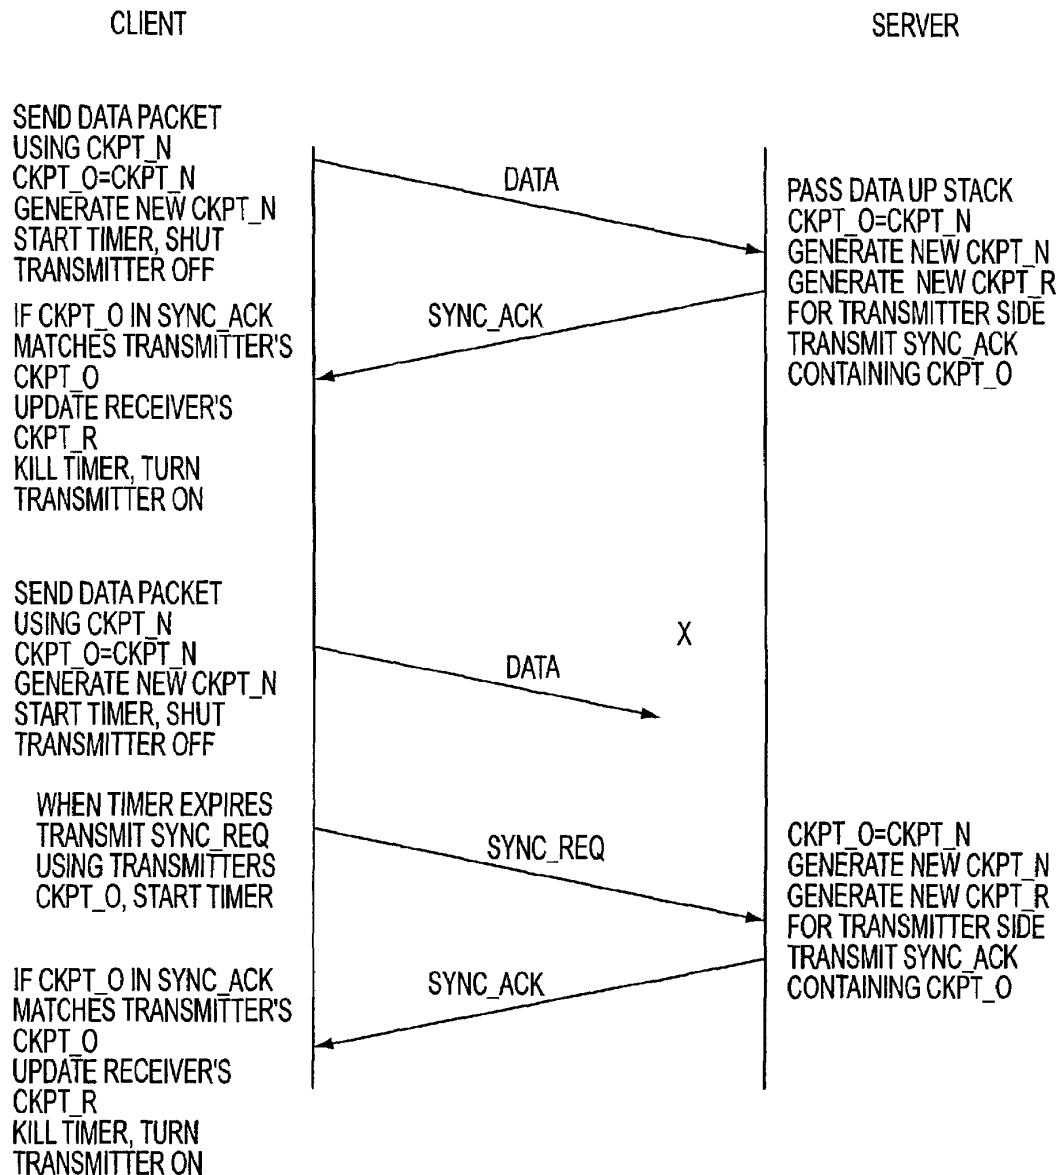 CLIENT
SERVER
SEND DATA PACKET
USING CKPT_N
CKPT_O=CKPT_N
GENERATE NEW CKPT_N
START TIMER, SHUT
TRANSMITTER OFF
DATA
PASS DATA UP STACK
CKPT_O=CKPT_N
GENERATE NEW CKPT_N
GENERATE NEW CKPT_R
FOR TRANSMITTER SIDE
TRANSMIT SYNC_ACK
CONTAINING CKPT_O
SYNC_ACK
IF CKPT_O IN SYNC_ACK
MATCHES TRANSMITTER'S
CKPT_O
UPDATE RECEIVER'S
CKPT_R
KILL TIMER, TURN
TRANSMITTER ON
SEND DATA PACKET
USING CKPT_N
CKPT_O=CKPT_N
GENERATE NEW CKPT_N
START TIMER, SHUT
TRANSMITTER OFF
DATA
X
WHEN TIMER EXPIRES
TRANSMIT SYNC_REQ
USING TRANSMITTERS
CKPT_O, START TIMER
SYNC_REQ
CKPT_O=CKPT_N
GENERATE NEW CKPT_N
GENERATE NEW CKPT_R
FOR TRANSMITTER SIDE
TRANSMIT SYNC_ACK
CONTAINING CKPT_O
SYNC_ACK
IF CKPT_O IN SYNC_ACK
MATCHES TRANSMITTER'S
CKPT_O
UPDATE RECEIVER'S
CKPT_R
KILL TIMER, TURN
TRANSMITTER ON